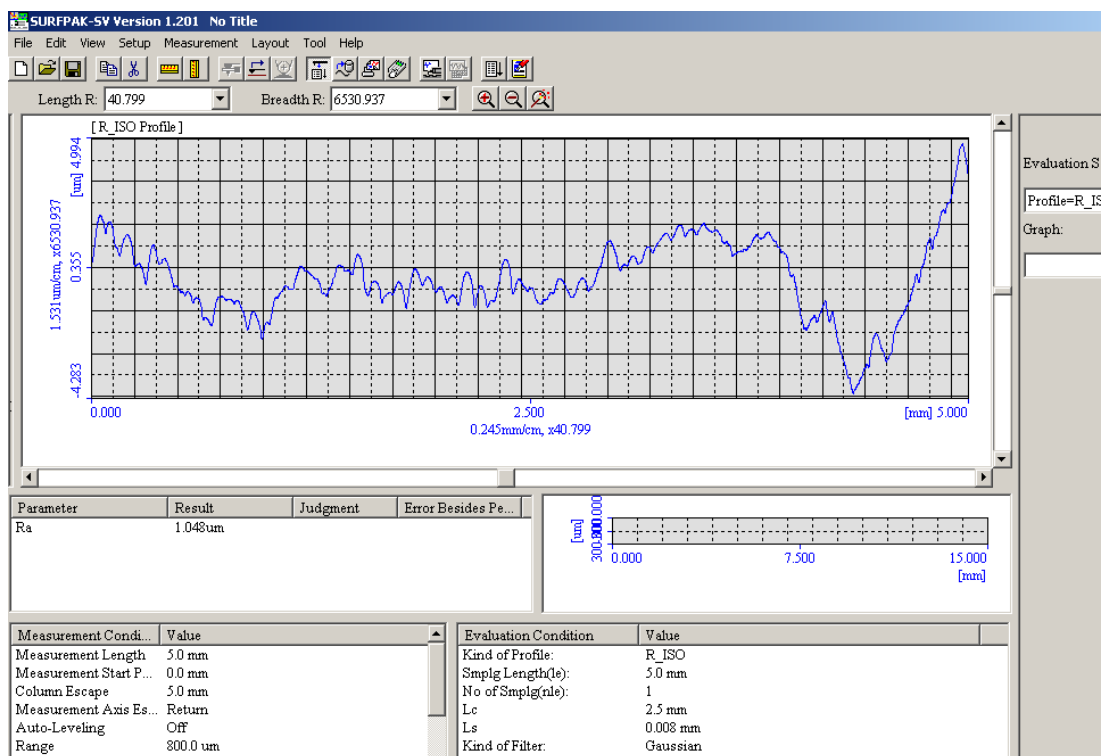 SURFPAK-SV Version 1.201 No Title
File Edit View Setup Measurement Layout Tool Help
Length R: 40.799 Breadth R: 6530.937
[ R_ISO Profile ]
[um] 4.994
1.531um/cm, x6530.937
0.355
-4.283
0.000 2.500 [mm] 5.000
0.245mm/cm, x40.799
Evaluation S
Profile=R_IS
Graph:
Parameter Result Judgment Error Besides Pe...
Ra 1.048um
[um]
0.000 7.500 15.000
[mm]
Measurement Condi... Value
Measurement Length 5.0 mm
Measurement Start P... 0.0 mm
Column Escape 5.0 mm
Measurement Axis Es... Return
Auto-Leveling Off
Range 800.0 um
Evaluation Condition Value
Kind of Profile: R_ISO
Smplg Length(le): 5.0 mm
No of Smplg(nle): 1
Lc 2.5 mm
Ls 0.008 mm
Kind of Filter: Gaussian